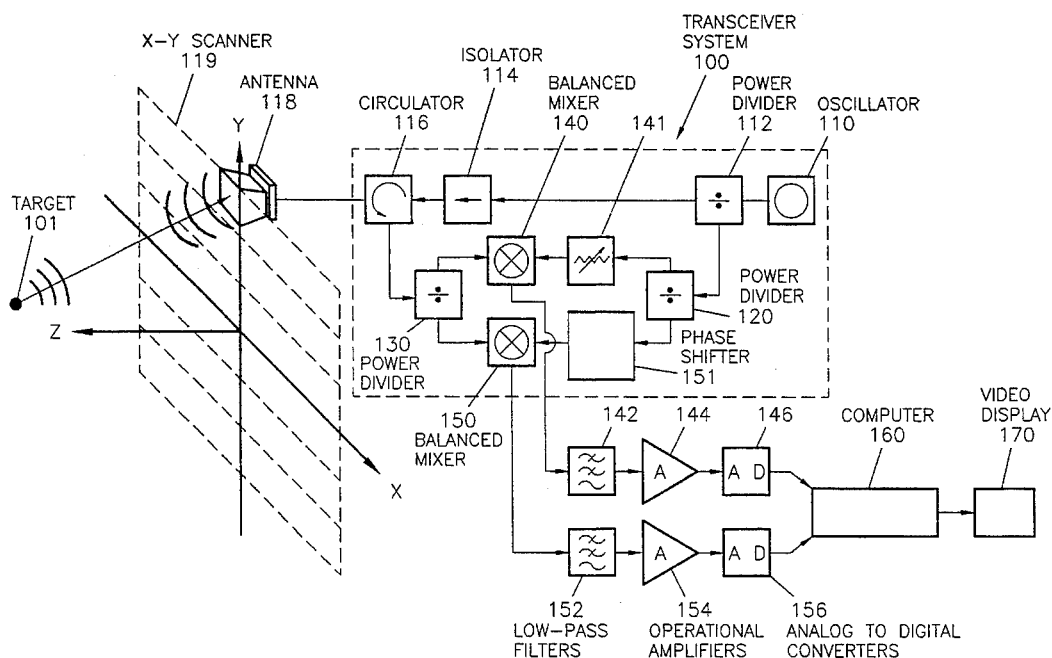 X-Y SCANNER
119
ANTENNA
118
CIRCULATOR
116
ISOLATOR
114
BALANCED
MIXER
140
141
TRANSCEIVER
SYSTEM
100
POWER
DIVIDER
112
OSCILLATOR
110
TARGET
101
Y
Z
X
130
POWER
DIVIDER
150
BALANCED
MIXER
POWER
DIVIDER
120
PHASE
SHIFTER
151
142
144
146
A
A D
COMPUTER
160
VIDEO
DISPLAY
170
A
A D
152
LOW-PASS
FILTERS
154
OPERATIONAL
AMPLIFIERS
156
ANALOG TO DIGITAL
CONVERTERS